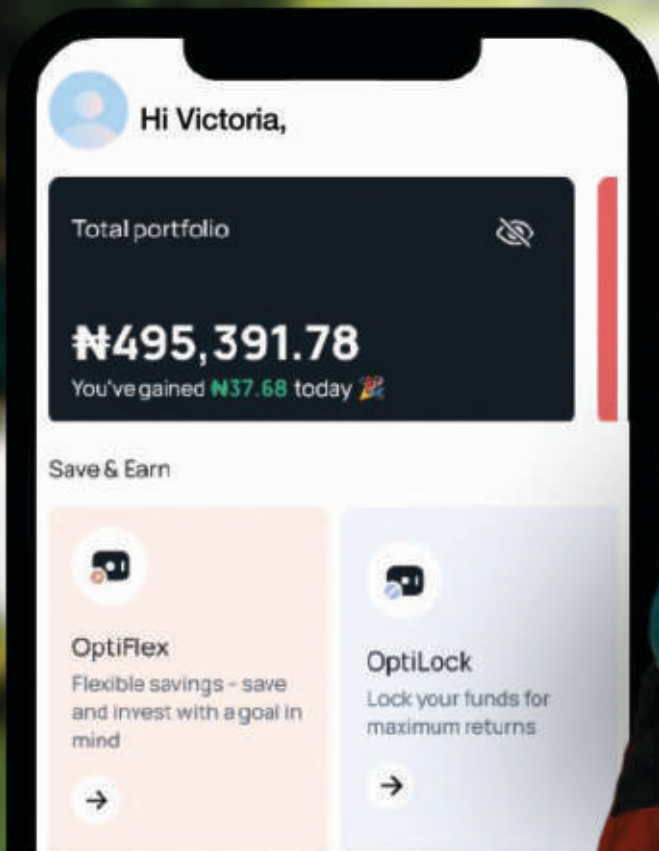 Hi Victoria,
Total portfolio
₦495,391.78
You've gained ₦37.68 today 🎉
Save & Earn
OptiFlex
Flexible savings - save
and invest with a goal in
mind
OptiLock
Lock your funds for
maximum returns